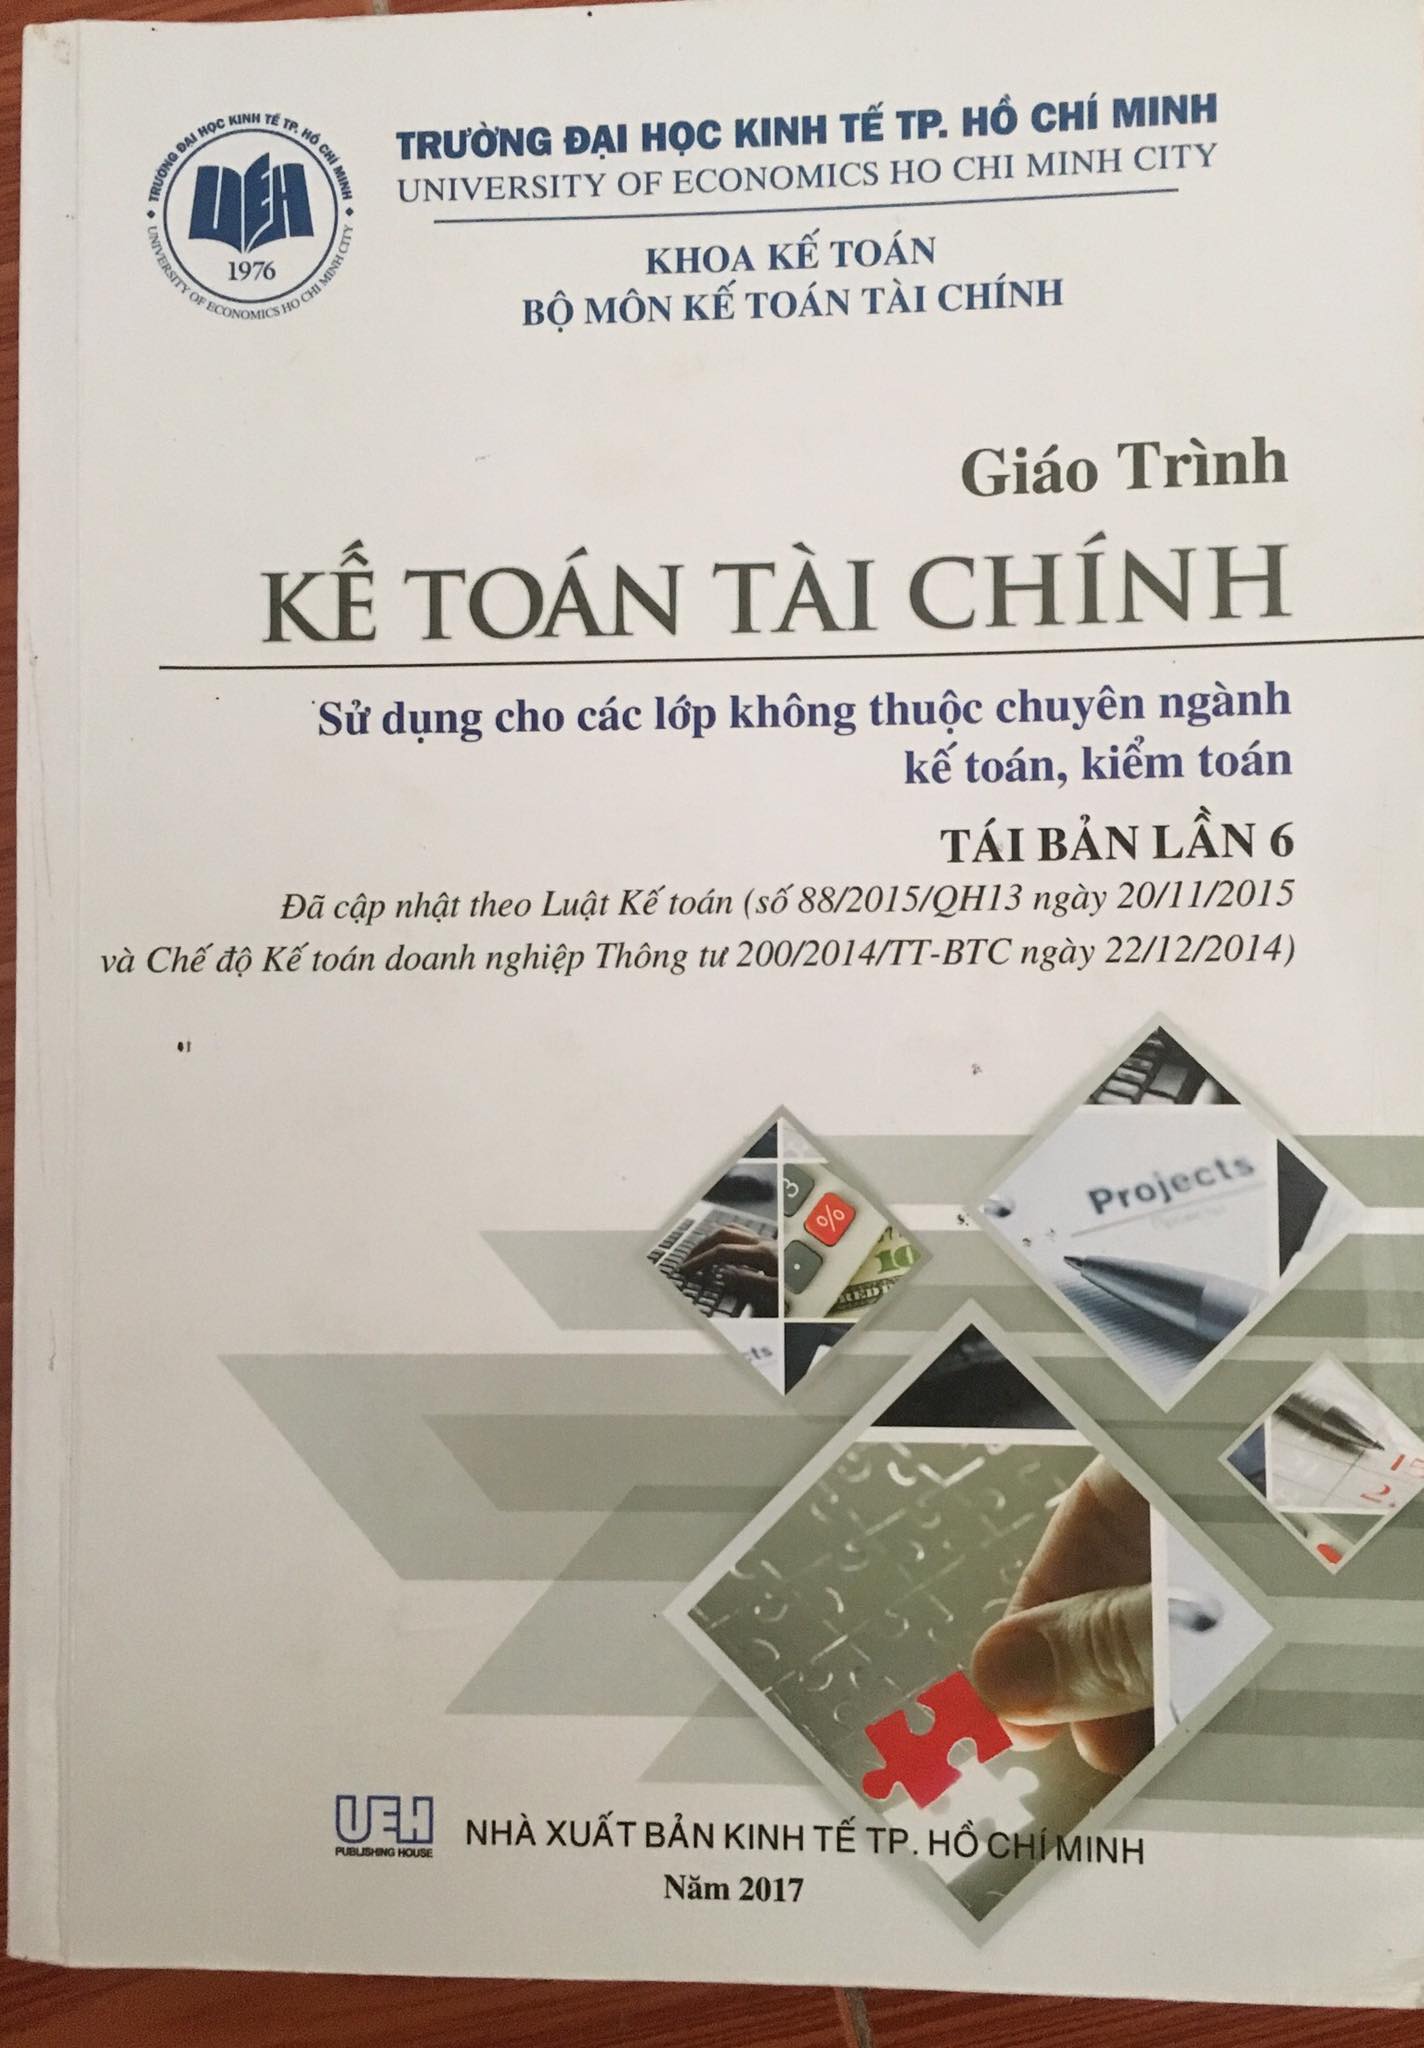 TRƯỜNG ĐẠI HỌC KINH TẾ TP. HỒ CHÍ MINH
UNIVERSITY OF ECONOMICS HO CHI MINH CITY
UEH
1976
TRƯỜNG ĐẠI HỌC KINH TẾ TP. HỒ CHÍ MINH
UNIVERSITY OF ECONOMICS HO CHI MINH CITY
KHOA KẾ TOÁN
BỘ MÔN KẾ TOÁN TÀI CHÍNH
Giáo Trình
KẾ TOÁN TÀI CHÍNH
Sử dụng cho các lớp không thuộc chuyên ngành
kế toán, kiểm toán
TÁI BẢN LẦN 6
Đã cập nhật theo Luật Kế toán (số 88/2015/QH13 ngày 20/11/2015
và Chế độ Kế toán doanh nghiệp Thông tư 200/2014/TT-BTC ngày 22/12/2014)
Projects
3
%
10
cts
15
2
UEH
PUBLISHING HOUSE
NHÀ XUẤT BẢN KINH TẾ TP. HỒ CHÍ MINH
Năm 2017